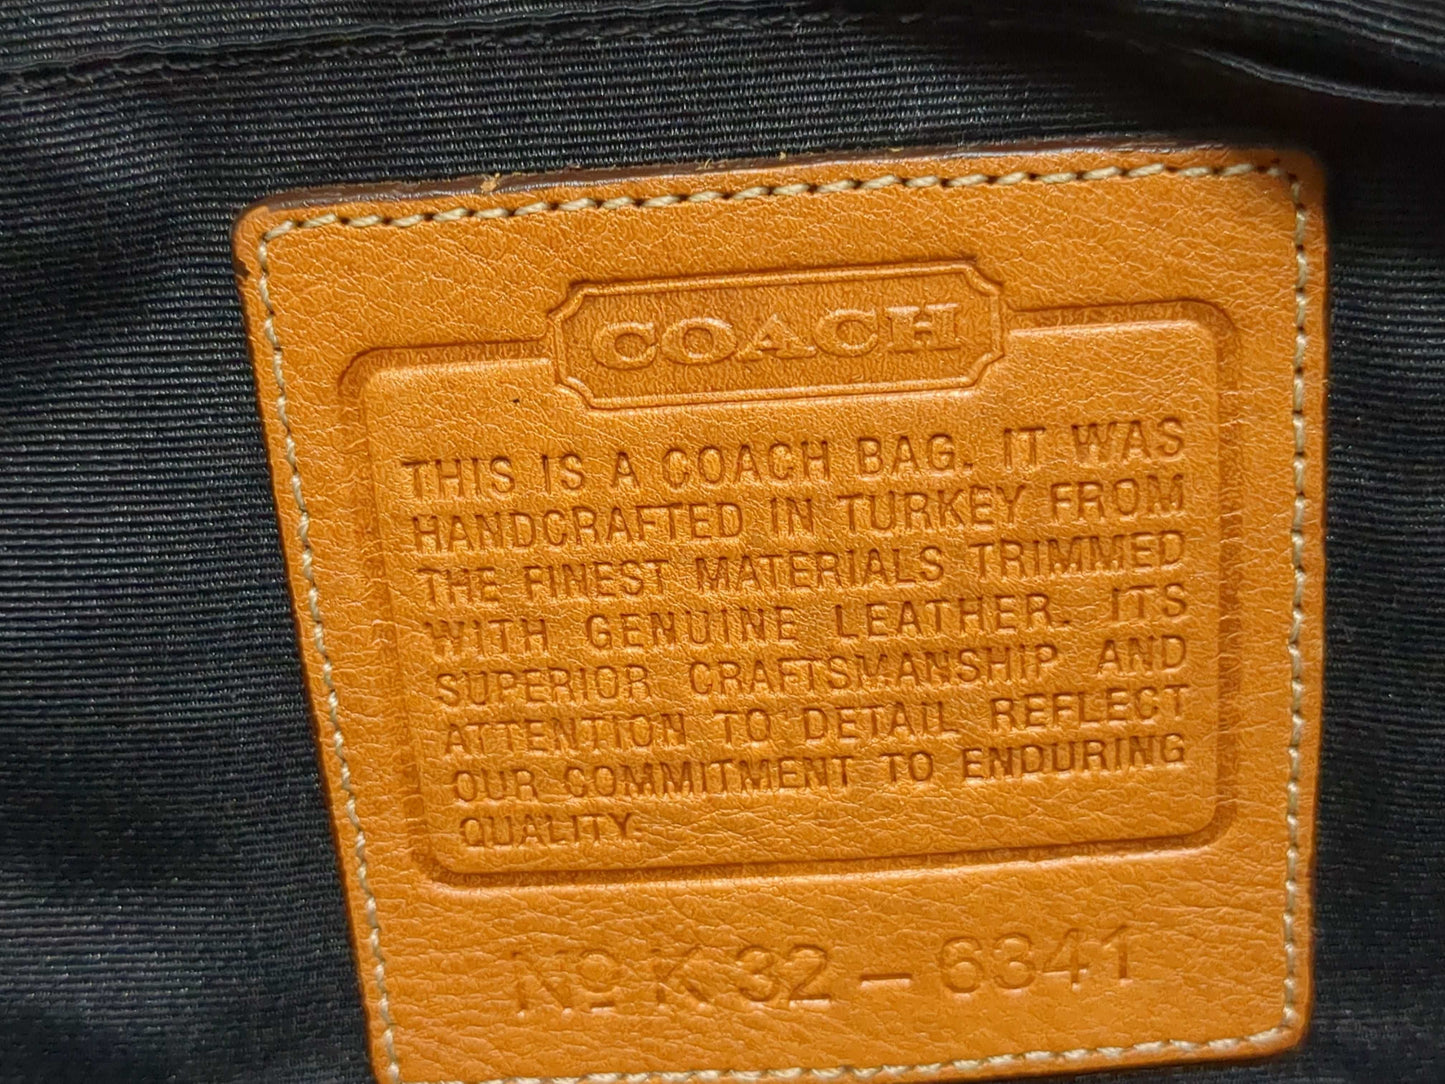 COACH
THIS IS A COACH BAG. IT WAS
HANDCRAFTED IN TURKEY FROM
THE FINEST MATERIALS TRIMMED
WITH GENUINE LEATHER. ITS
SUPERIOR CRAFTSMANSHIP AND
ATTENTION TO DETAIL REFLECT
OUR COMMITMENT TO ENDURING
QUALITY.
Nº K32-6341